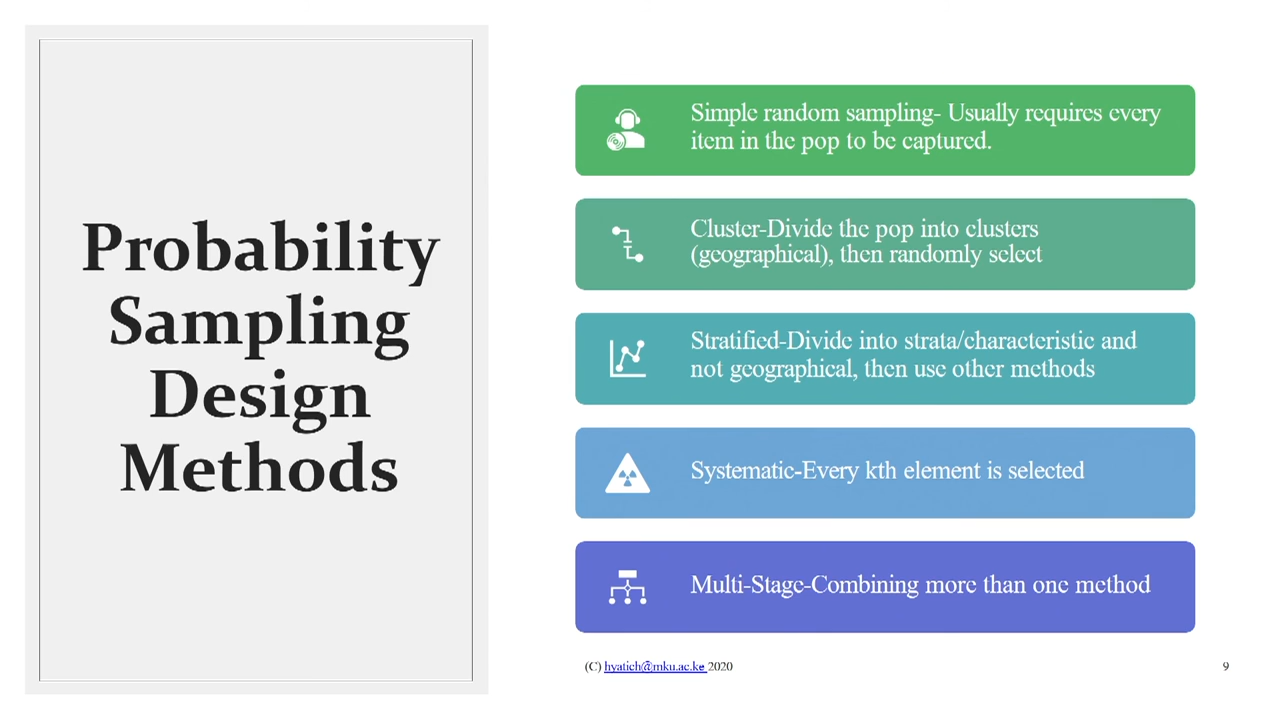 Probability
Sampling
Design
Methods
Simple random sampling- Usually requires every
item in the pop to be captured.
Cluster-Divide the pop into clusters
(geographical), then randomly select
Stratified-Divide into strata/characteristic and
not geographical, then use other methods
Systematic-Every kth element is selected
Multi-Stage-Combining more than one method
(C) hyatich@mku.ac.ke 2020
9